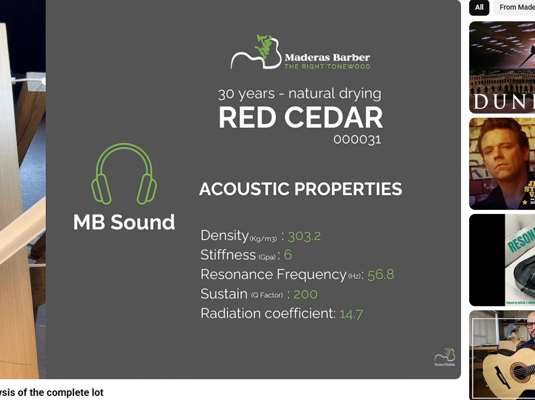 All
From Made
Maderas Barber
THE RIGHT TONEWOOD
30 years - natural drying
RED CEDAR
000031
ACOUSTIC PROPERTIES
MB Sound
Density (Kg/m3) : 303.2
Stiffness (Gpa) : 6
Resonance Frequency (Hz): 56.8
Sustain (Q Factor) : 200
Radiation coefficient: 14.7
DUN
RESONA
ysis of the complete lot